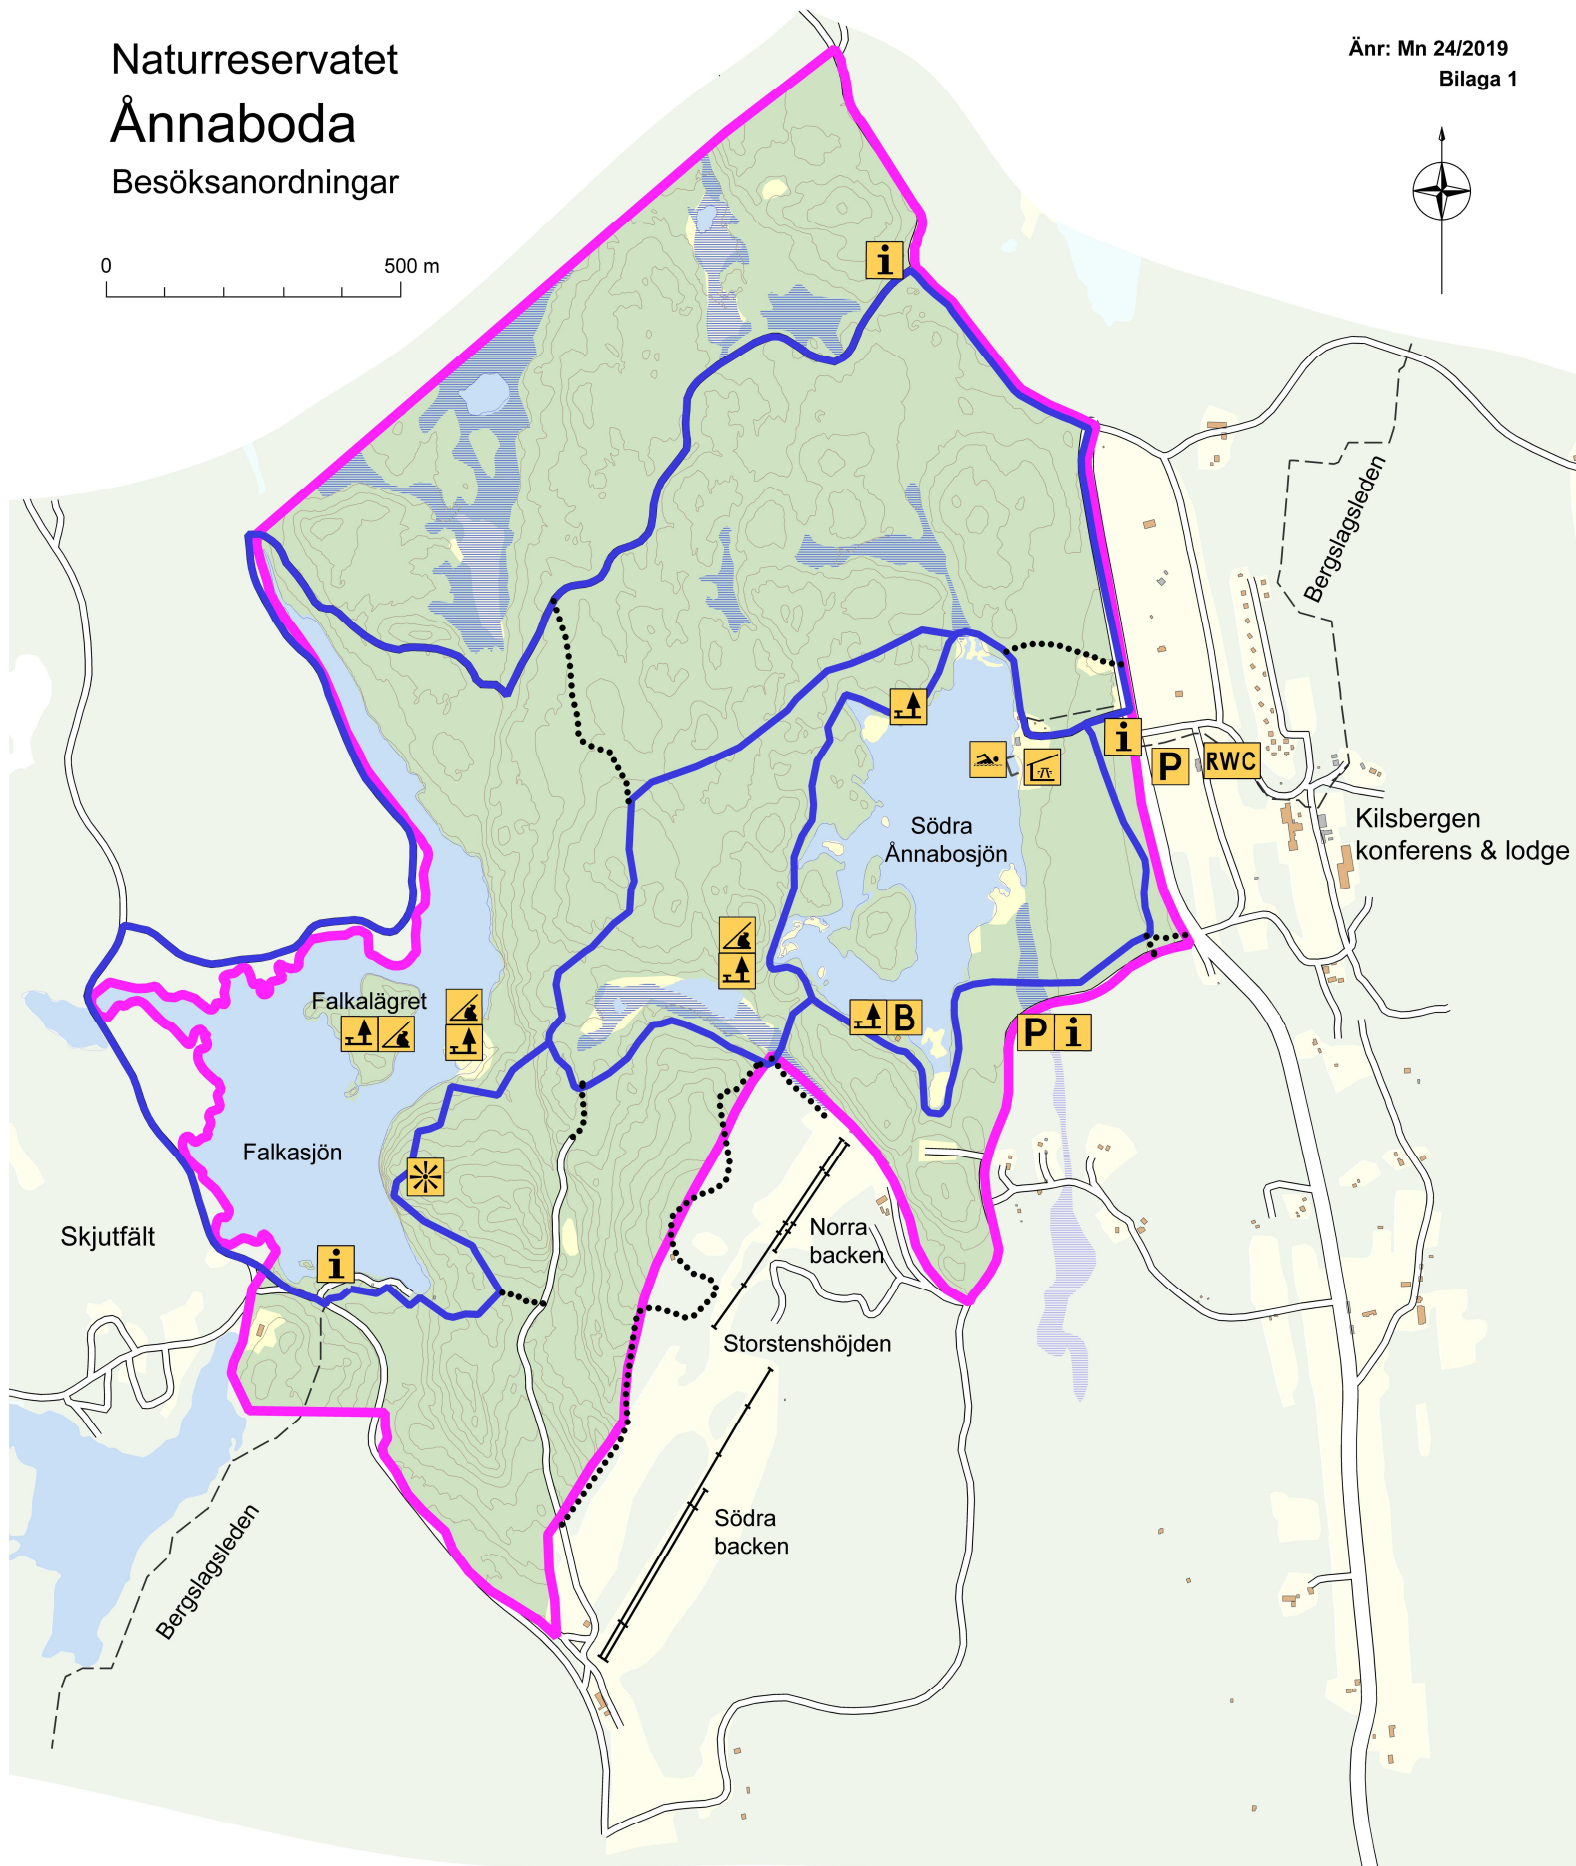 Naturreservatet
Ånnaboda
Besöksanordningar
Änr: Mn 24/2019
Bilaga 1
0 500 m
i
Bergslagsleden
i
P
RWC
Södra
Ånnabosjön
Kilsbergen
konferens & lodge
Falkalägret
B
P i
Falkasjön
Skjutfält
i
Norra
backen
Storstenshöjden
Södra
backen
Bergslagsleden